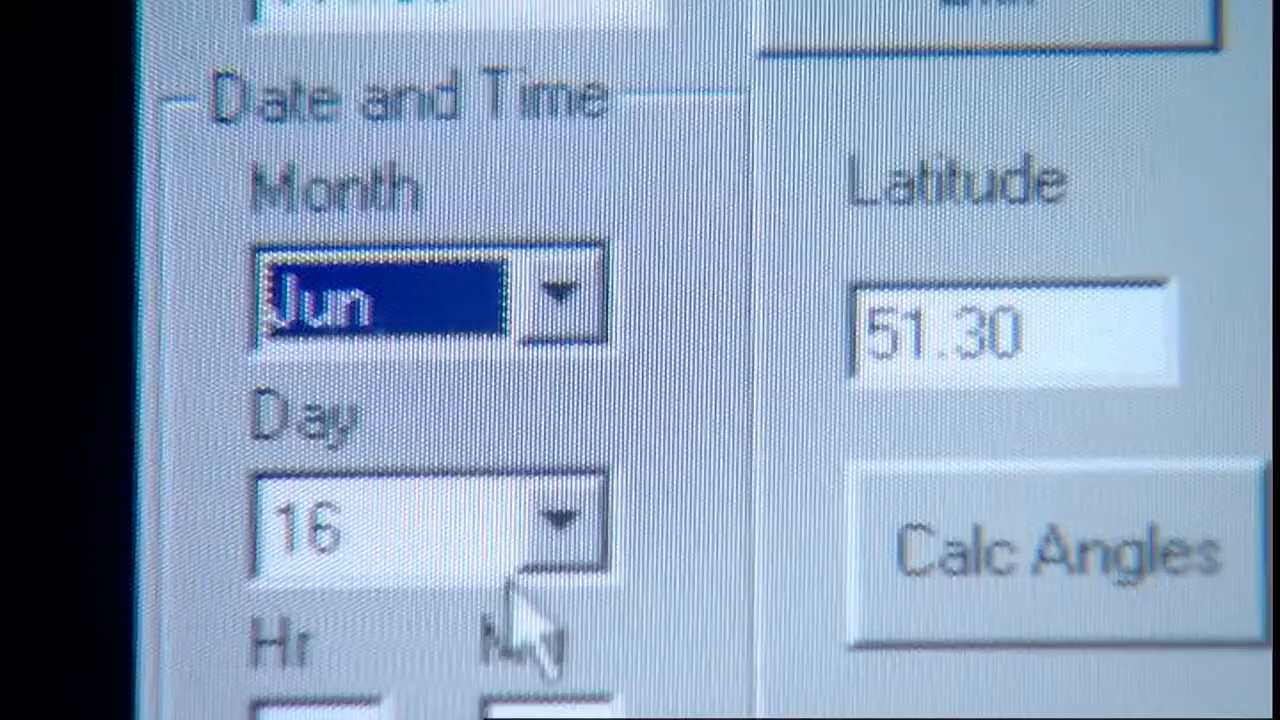 Date and Time
Month
Jun
Day
16
Hr
Latitude
51.30
Calc Angles